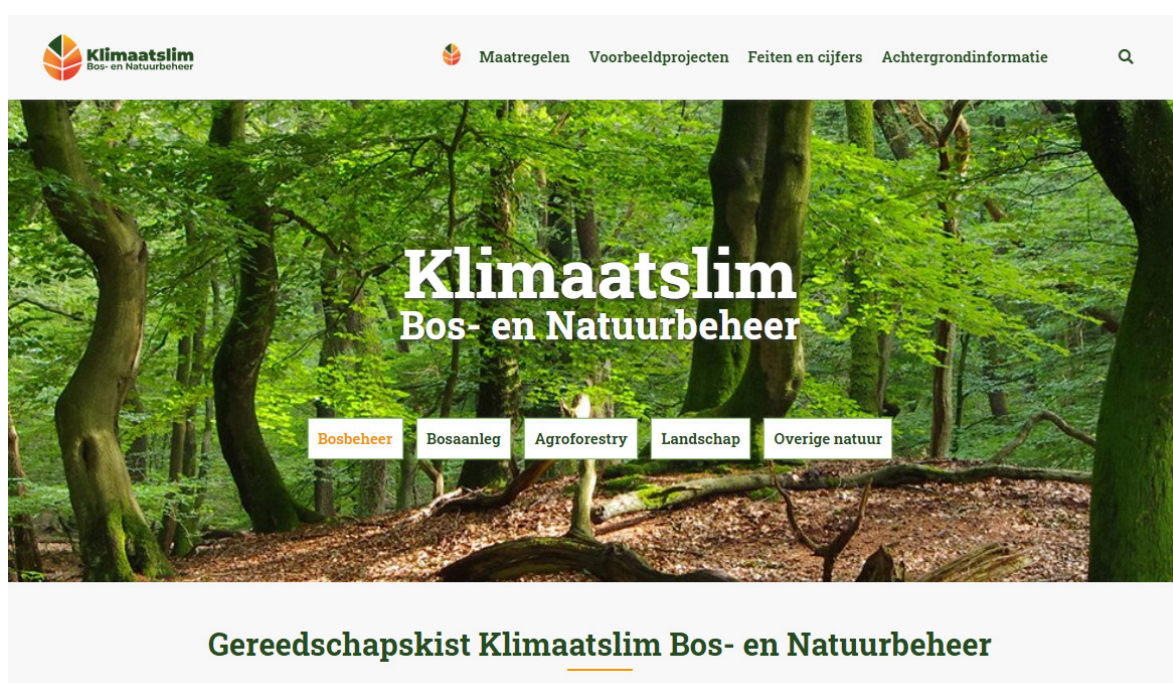 Klimaatslim
Bos- en Natuurbeheer
Maatregelen Voorbeeldprojecten Feiten en cijfers Achtergrondinformatie
Klimaatslim
Bos- en Natuurbeheer
Bosbeheer Bosaanleg Agroforestry Landschap Overige natuur
Gereedschapskist Klimaatslim Bos- en Natuurbeheer